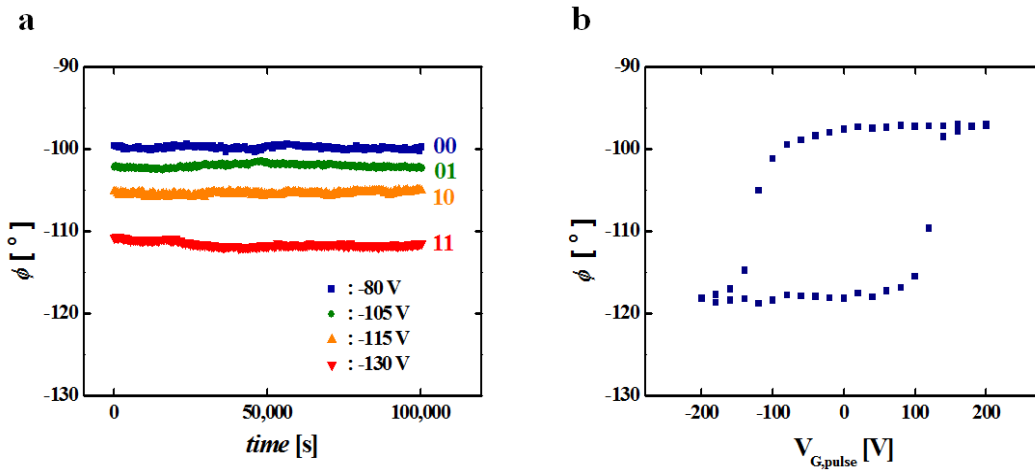 a
-90
-100
-110
-120
-130
ϕ [°]
00
01
10
11
: -80 V
: -105 V
: -115 V
: -130 V
0
50,000
100,000
time [s]
b
-90
-100
-110
-120
-130
ϕ [°]
-200
-100
0
100
200
V_G,pulse [V]